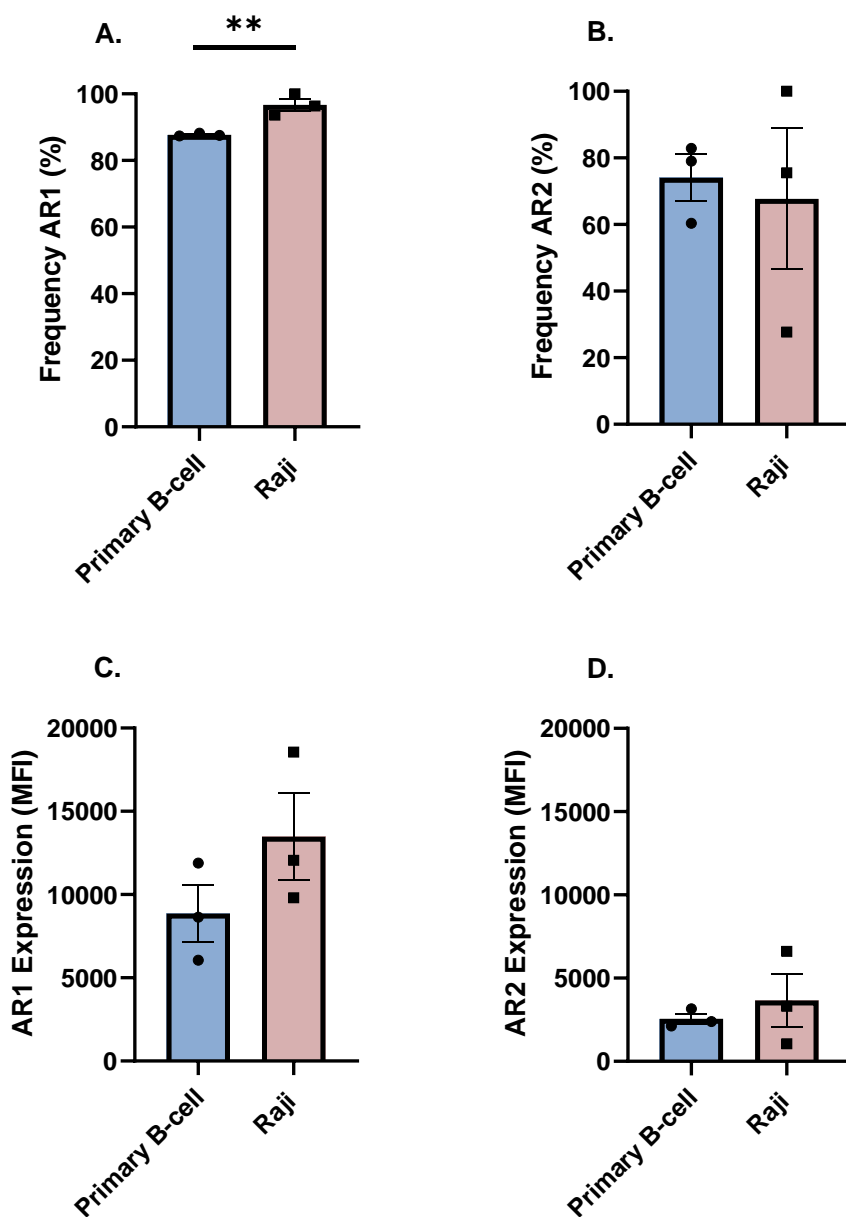 A.
**
Frequency AR1 (%)
100
80
60
40
20
0
Primary B-cell
Raji
B.
Frequency AR2 (%)
100
80
60
40
20
0
Primary B-cell
Raji
C.
AR1 Expression (MFI)
20000
15000
10000
5000
0
Primary B-cell
Raji
D.
AR2 Expression (MFI)
20000
15000
10000
5000
0
Primary B-cell
Raji